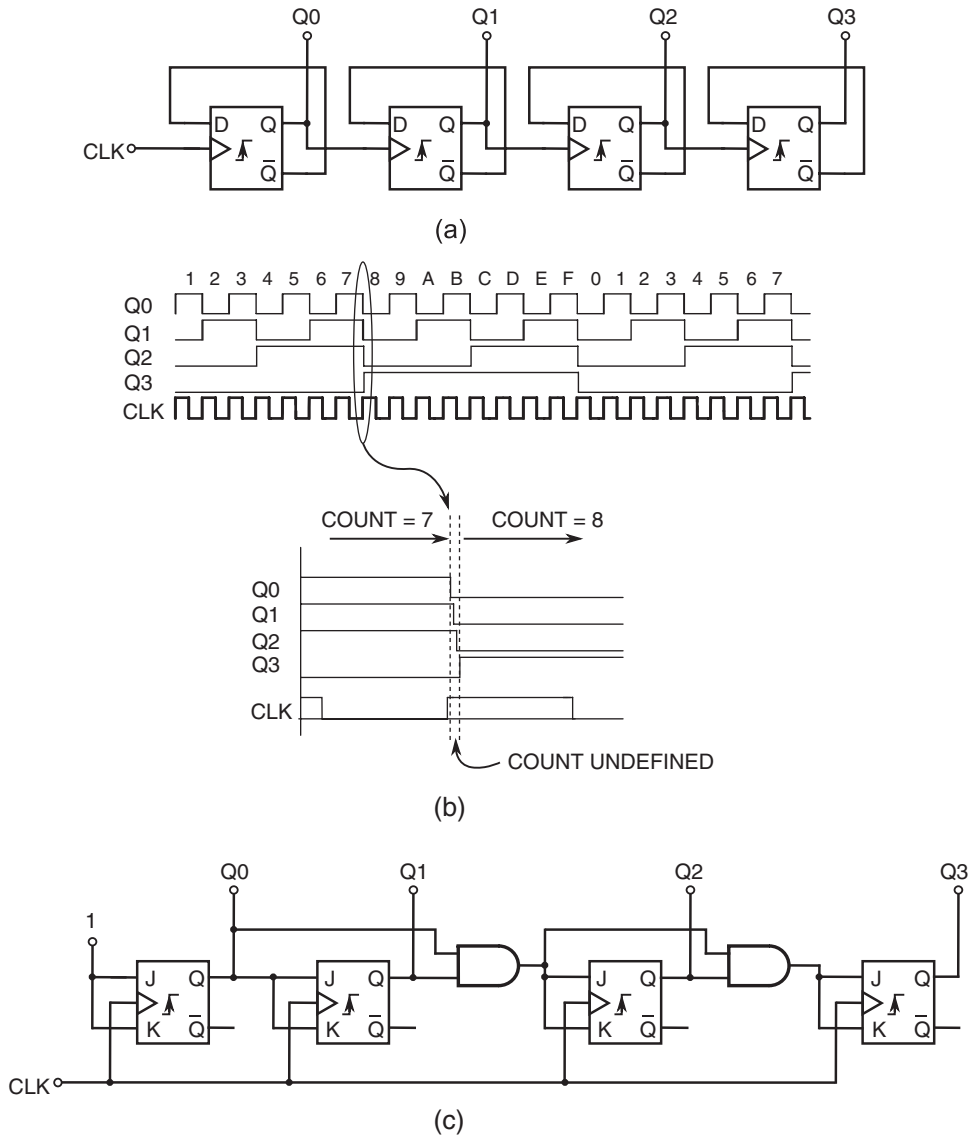 Q0 Q1 Q2 Q3
D Q D Q D Q D Q
CLK
Q̅ Q̅ Q̅ Q̅
(a)
1 2 3 4 5 6 7 8 9 A B C D E F 0 1 2 3 4 5 6 7
Q0
Q1
Q2
Q3
CLK
COUNT = 7 COUNT = 8
Q0
Q1
Q2
Q3
CLK
COUNT UNDEFINED
(b)
Q0 Q1 Q2 Q3
1
J Q J Q J Q J Q
K Q̅ K Q̅ K Q̅ K Q̅
CLK
(c)